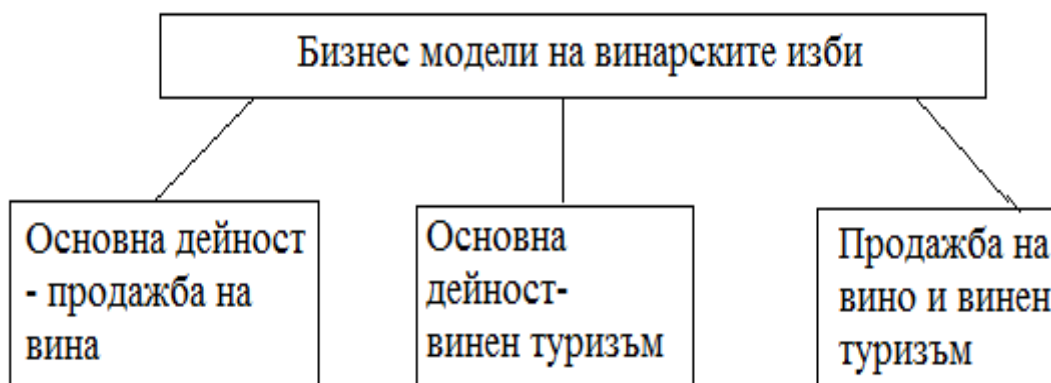 Бизнес модели на винарските изби
Основна дейност
- продажба на
вина
Основна
дейност-
винен туризъм
Продажба на
вино и винен
туризъм